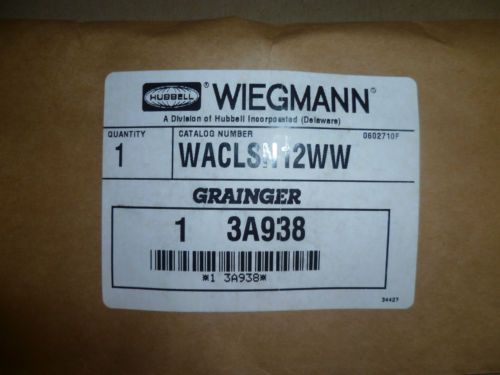 HUBBELL ® WIEGMANN®
A Division of Hubbell Incorporated (Delaware)
QUANTITY CATALOG NUMBER 0602710F
1 WACLSN12WW
GRAINGER
1 3A938
*1 3A938*
34427